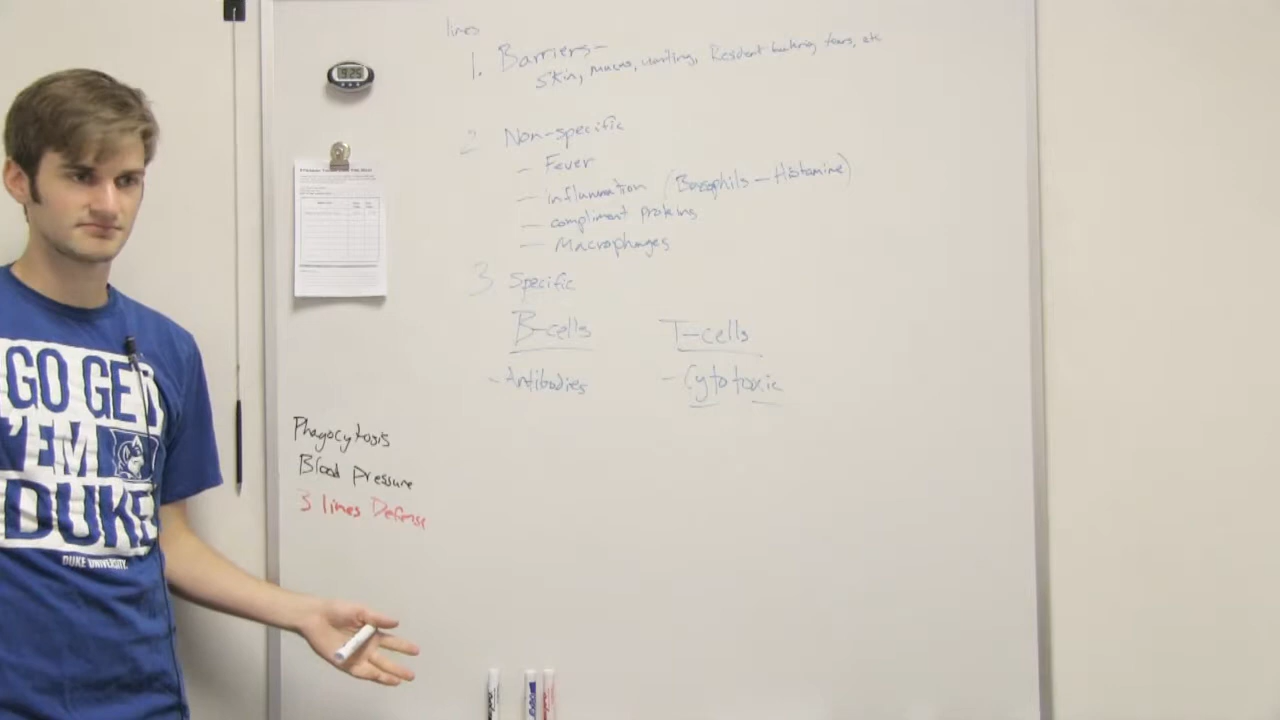 lines
1. Barriers-
Skin, mucus, vomiting, Resident bacteria, tears, etc
2 Non-specific
- Fever
- inflammation (Basophils - Histamine)
- compliment proteins
- Macrophages
3 Specific
B-cells T-cells
- Antibodies - Cytotoxic
Phagocytosis
Blood Pressure
3 lines Defense
9:25
GO GET
'EM
DUKE
DUKE UNIVERSITY.